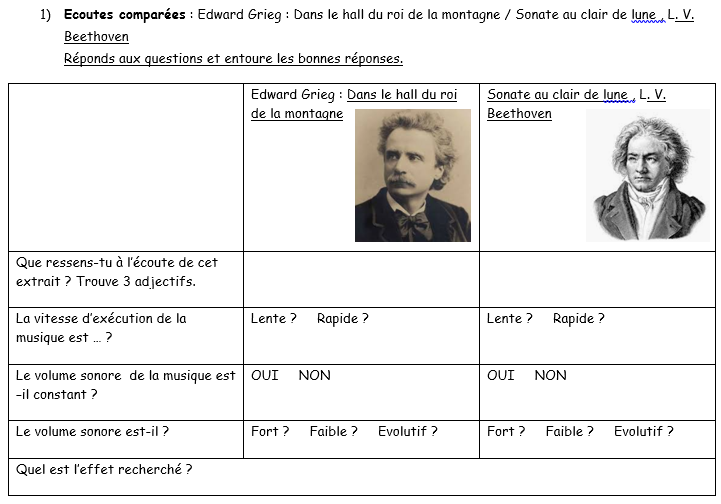 1) Ecoutes comparées : Edward Grieg : Dans le hall du roi de la montagne / Sonate au clair de lune , L. V.
Beethoven
Réponds aux questions et entoure les bonnes réponses.
Edward Grieg : Dans le hall du roi
de la montagne
Sonate au clair de lune , L. V.
Beethoven
Que ressens-tu à l'écoute de cet
extrait ? Trouve 3 adjectifs.
La vitesse d'exécution de la
musique est … ?
Lente ? Rapide ?
Lente ? Rapide ?
Le volume sonore de la musique est
-il constant ?
OUI NON
OUI NON
Le volume sonore est-il ?
Fort ? Faible ? Evolutif ?
Fort ? Faible ? Evolutif ?
Quel est l'effet recherché ?